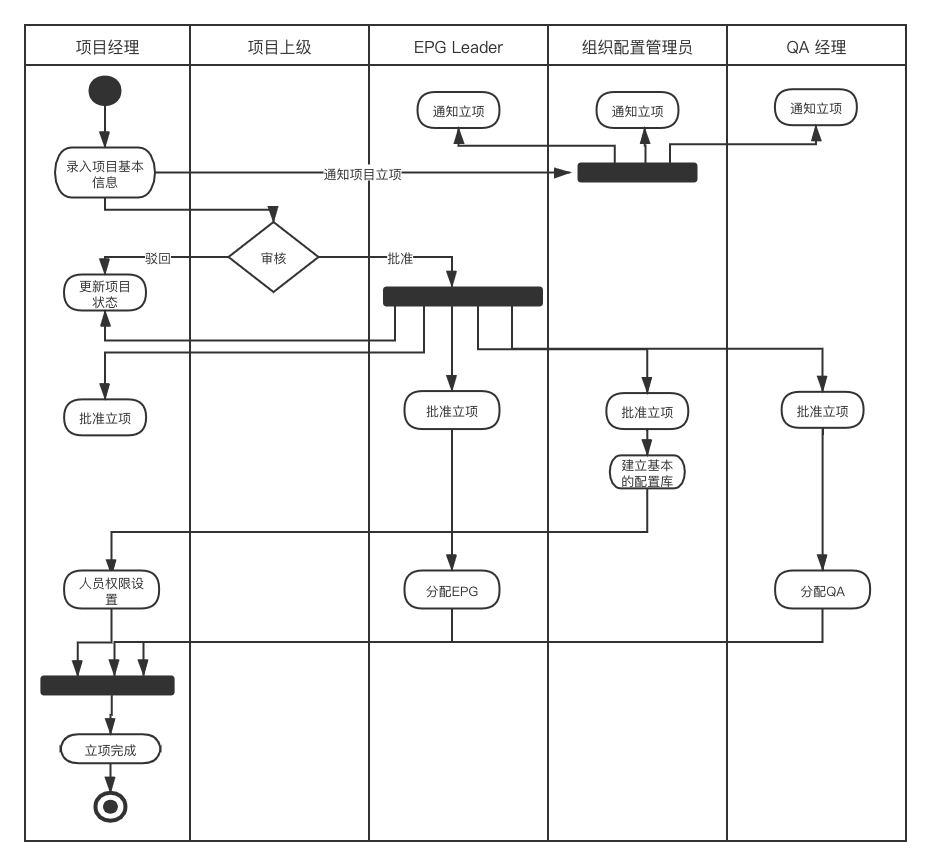 项目经理
项目上级
EPG Leader
组织配置管理员
QA 经理
通知立项
通知立项
通知立项
录入项目基本
信息
通知项目立项
驳回
审核
批准
更新项目
状态
批准立项
批准立项
批准立项
批准立项
建立基本
的配置库
人员权限设
置
分配EPG
分配QA
立项完成